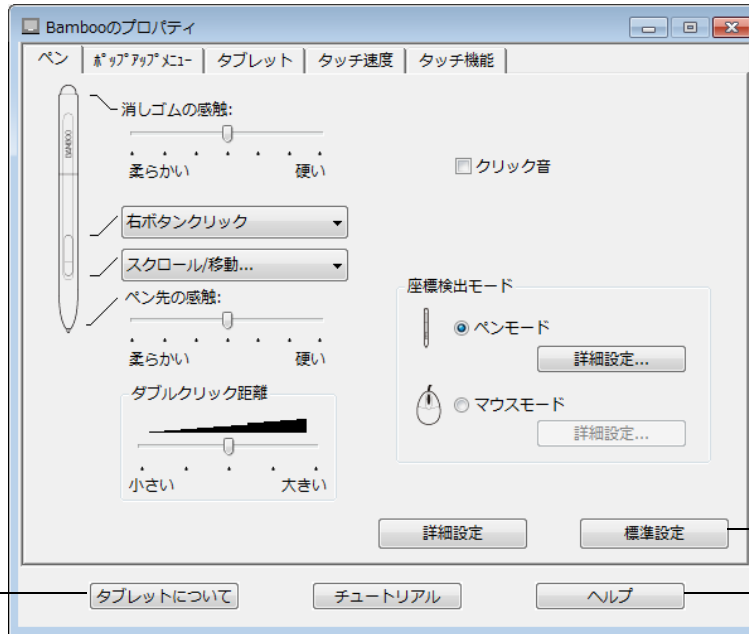 Bambooのプロパティ
ペン
ﾎﾟｯﾌﾟｱｯﾌﾟﾒﾆｭｰ
タブレット
タッチ速度
タッチ機能
BAMBOO
消しゴムの感触:
柔らかい 硬い
クリック音
右ボタンクリック
スクロール/移動...
ペン先の感触:
柔らかい 硬い
座標検出モード
ペンモード
詳細設定...
マウスモード
詳細設定...
ダブルクリック距離
小さい 大きい
詳細設定
標準設定
タブレットについて
チュートリアル
ヘルプ